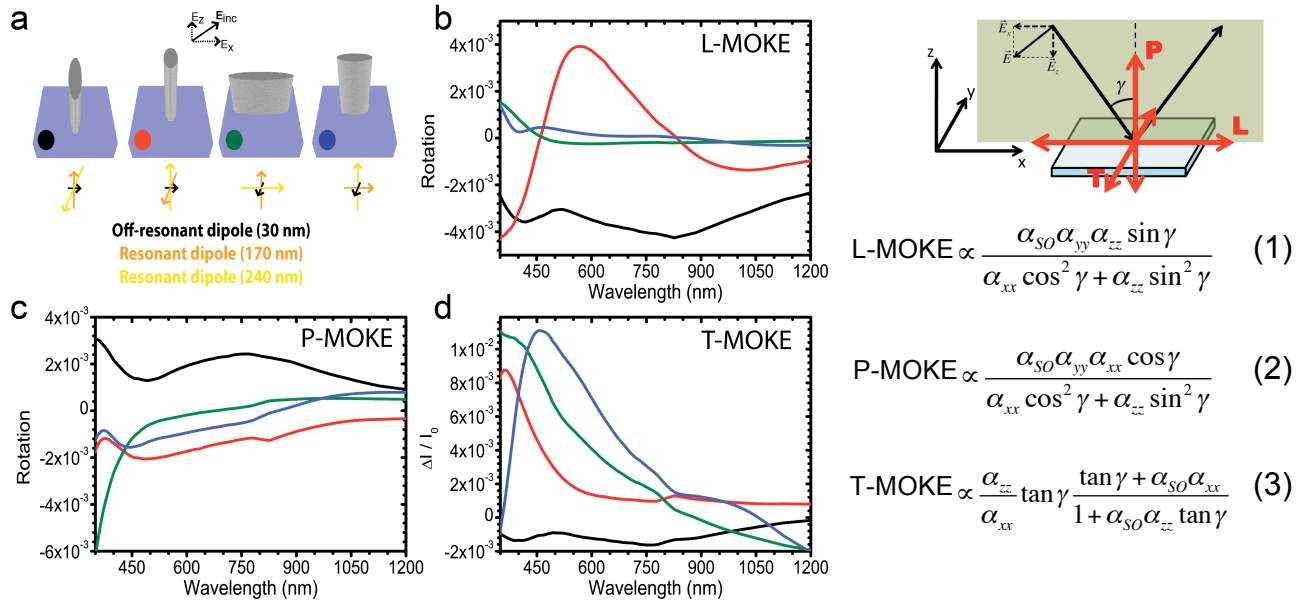 a
E_z
E_inc
E_x
Off-resonant dipole (30 nm)
Resonant dipole (170 nm)
Resonant dipole (240 nm)
b
L-MOKE
Rotation
4x10⁻³
2x10⁻³
0
-2x10⁻³
-4x10⁻³
450 600 750 900 1050 1200
Wavelength (nm)
c
P-MOKE
Rotation
4x10⁻³
2x10⁻³
0
-2x10⁻³
-4x10⁻³
-6x10⁻³
450 600 750 900 1050 1200
Wavelength (nm)
d
T-MOKE
ΔI / I₀
1x10⁻²
8x10⁻³
6x10⁻³
4x10⁻³
2x10⁻³
0
-2x10⁻³
450 600 750 900 1050 1200
Wavelength (nm)
z
y
x
E⃗_x
E⃗
E⃗_z
γ
P
L
T
L-MOKE ∝ α_SO α_yy α_zz sin γ / α_xx cos² γ + α_zz sin² γ (1)
P-MOKE ∝ α_SO α_yy α_xx cos γ / α_xx cos² γ + α_zz sin² γ (2)
T-MOKE ∝ α_zz / α_xx tan γ tan γ + α_SO α_xx / 1 + α_SO α_zz tan γ (3)